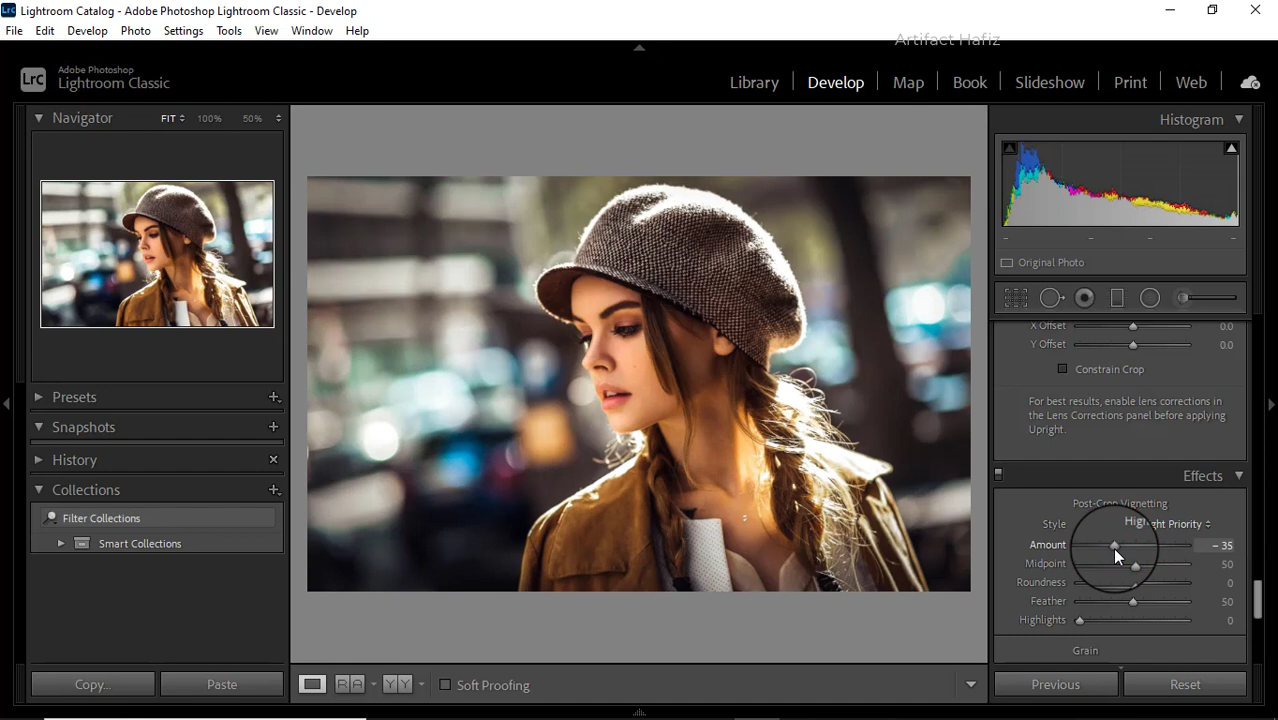 Lightroom Catalog - Adobe Photoshop Lightroom Classic - Develop
File Edit Develop Photo Settings Tools View Window Help
Artifact Hafiz
Lrc Adobe Photoshop
Lightroom Classic
Library Develop Map Book Slideshow Print Web
Navigator FIT 100% 50%
Presets
Snapshots
History
Collections
Filter Collections
Smart Collections
Copy... Paste
RA YY Soft Proofing
Histogram
Original Photo
X Offset 0.0
Y Offset 0.0
Constrain Crop
For best results, enable lens corrections
in the Lens Corrections panel before applying
Upright.
Effects
Post-Crop Vignetting
Style Highlight Priority
Amount – 35
Midpoint 50
Roundness 0
Feather 50
Highlights 0
Grain
Previous Reset